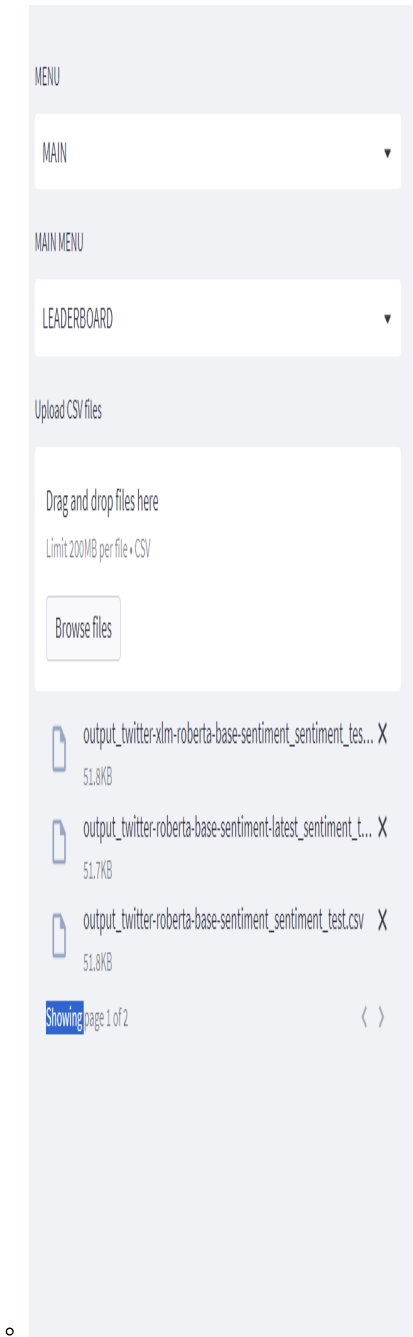 MENU
MAIN
MAIN MENU
LEADERBOARD
Upload CSV files
Drag and drop files here
Limit 200MB per file • CSV
Browse files
output_twitter-xlm-roberta-base-sentiment_sentiment_tes...
51.8KB
output_twitter-roberta-base-sentiment-latest_sentiment_t...
51.7KB
output_twitter-roberta-base-sentiment_sentiment_test.csv
51.8KB
Showing page 1 of 2